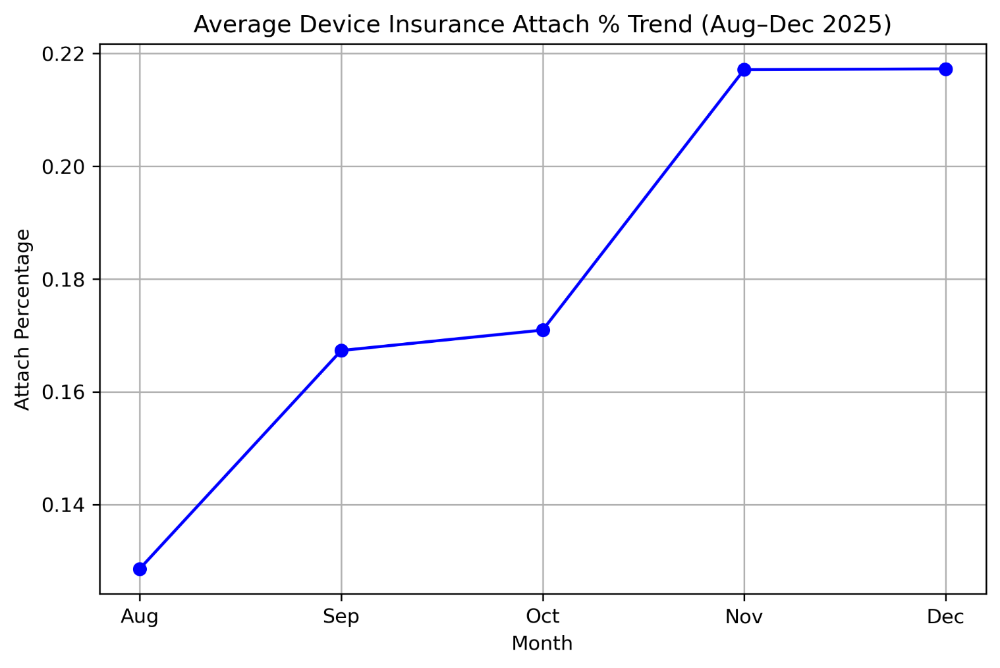 Average Device Insurance Attach % Trend (Aug–Dec 2025)
0.22
0.20
0.18
0.16
0.14
Attach Percentage
Aug Sep Oct Nov Dec
Month